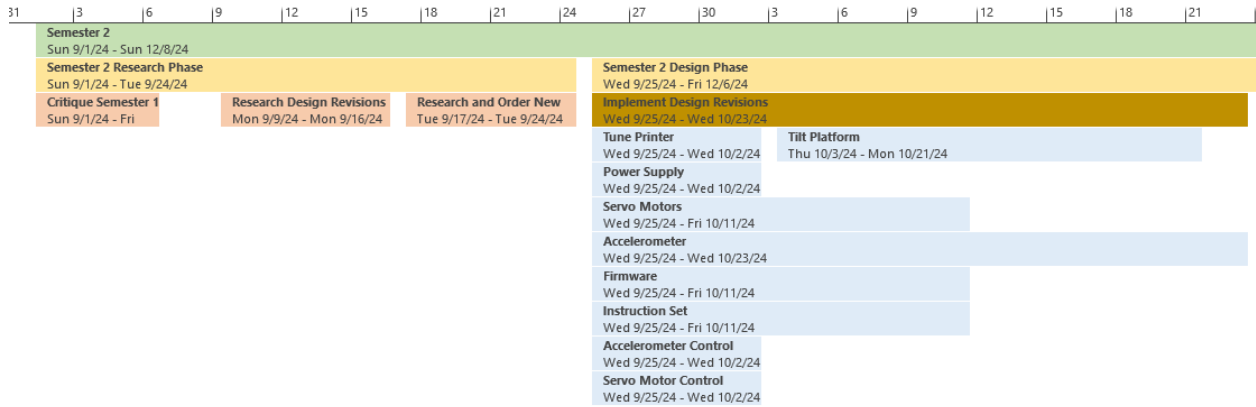 31 3 6 9 12 15 18 21 24 27 30 3 6 9 12 15 18 21 24
Semester 2
Sun 9/1/24 - Sun 12/8/24
Semester 2 Research Phase
Sun 9/1/24 - Tue 9/24/24
Semester 2 Design Phase
Wed 9/25/24 - Fri 12/6/24
Critique Semester 1
Sun 9/1/24 - Fri
Research Design Revisions
Mon 9/9/24 - Mon 9/16/24
Research and Order New
Tue 9/17/24 - Tue 9/24/24
Implement Design Revisions
Wed 9/25/24 - Wed 10/23/24
Tune Printer
Wed 9/25/24 - Wed 10/2/24
Tilt Platform
Thu 10/3/24 - Mon 10/21/24
Power Supply
Wed 9/25/24 - Wed 10/2/24
Servo Motors
Wed 9/25/24 - Fri 10/11/24
Accelerometer
Wed 9/25/24 - Wed 10/23/24
Firmware
Wed 9/25/24 - Fri 10/11/24
Instruction Set
Wed 9/25/24 - Fri 10/11/24
Accelerometer Control
Wed 9/25/24 - Wed 10/2/24
Servo Motor Control
Wed 9/25/24 - Wed 10/2/24